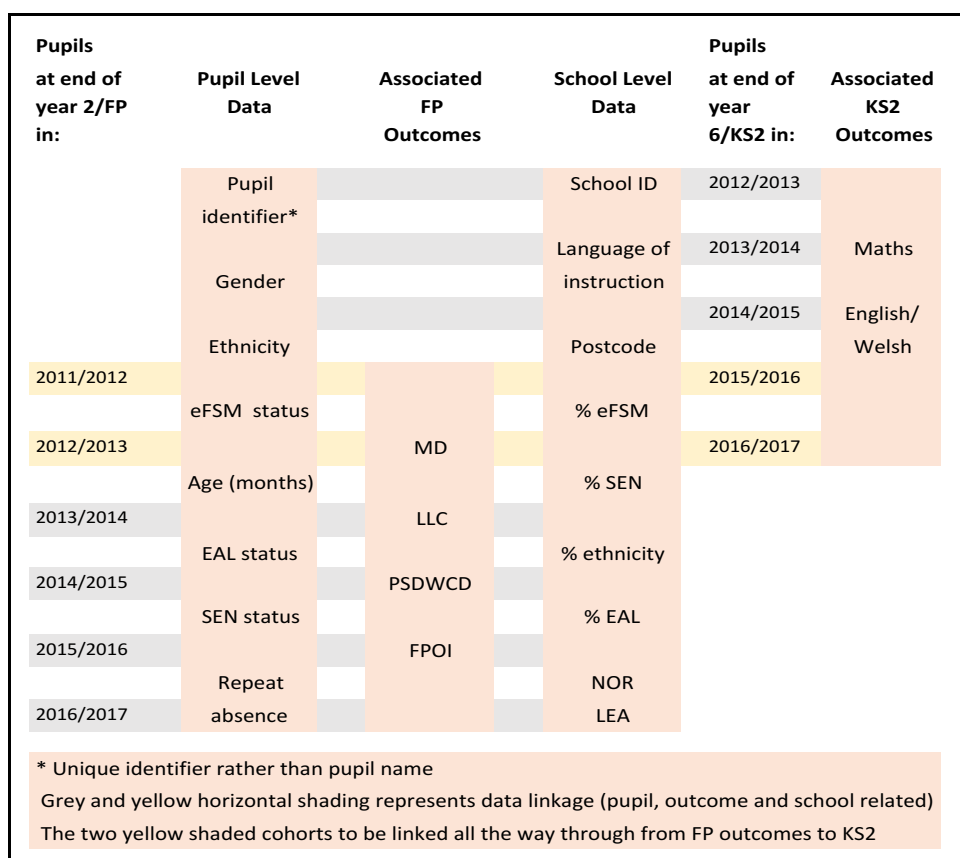 Pupils
at end of
year 2/FP
in:
Pupil Level
Data
Associated
FP
Outcomes
School Level
Data
Pupils
at end of
year
6/KS2 in:
Associated
KS2
Outcomes
Pupil
identifier*
School ID
2012/2013
Language of
instruction
2013/2014
Maths
Gender
2014/2015
English/
Welsh
Ethnicity
Postcode
2011/2012
2015/2016
eFSM status
% eFSM
2012/2013
MD
2016/2017
Age (months)
% SEN
2013/2014
LLC
EAL status
% ethnicity
2014/2015
PSDWCD
SEN status
% EAL
2015/2016
FPOI
Repeat
absence
NOR
2016/2017
LEA
* Unique identifier rather than pupil name
Grey and yellow horizontal shading represents data linkage (pupil, outcome and school related)
The two yellow shaded cohorts to be linked all the way through from FP outcomes to KS2